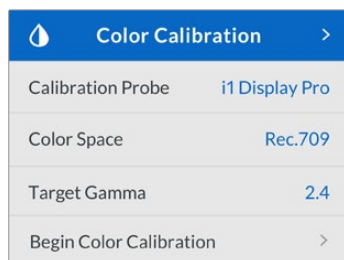 Color Calibration
Calibration Probe i1 Display Pro
Color Space Rec.709
Target Gamma 2.4
Begin Color Calibration